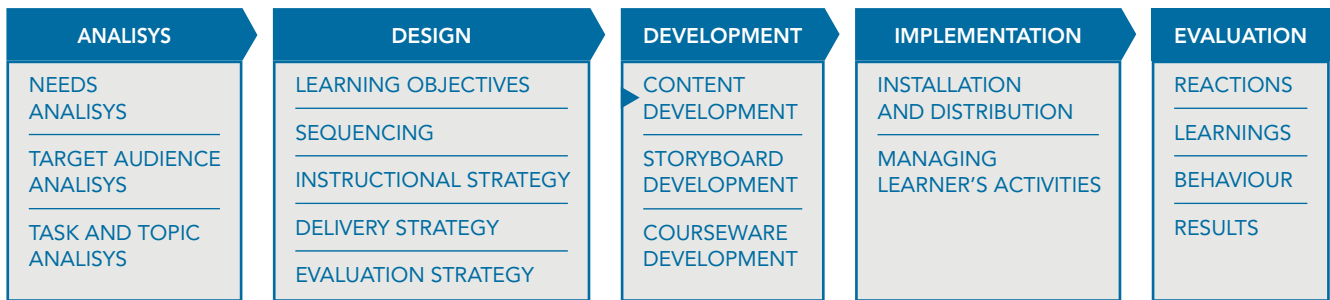 ANALISYS
NEEDS
ANALISYS
TARGET AUDIENCE
ANALISYS
TASK AND TOPIC
ANALISYS
DESIGN
LEARNING OBJECTIVES
SEQUENCING
INSTRUCTIONAL STRATEGY
DELIVERY STRATEGY
EVALUATION STRATEGY
DEVELOPMENT
CONTENT
DEVELOPMENT
STORYBOARD
DEVELOPMENT
COURSEWARE
DEVELOPMENT
IMPLEMENTATION
INSTALLATION
AND DISTRIBUTION
MANAGING
LEARNER’S ACTIVITIES
EVALUATION
REACTIONS
LEARNINGS
BEHAVIOUR
RESULTS